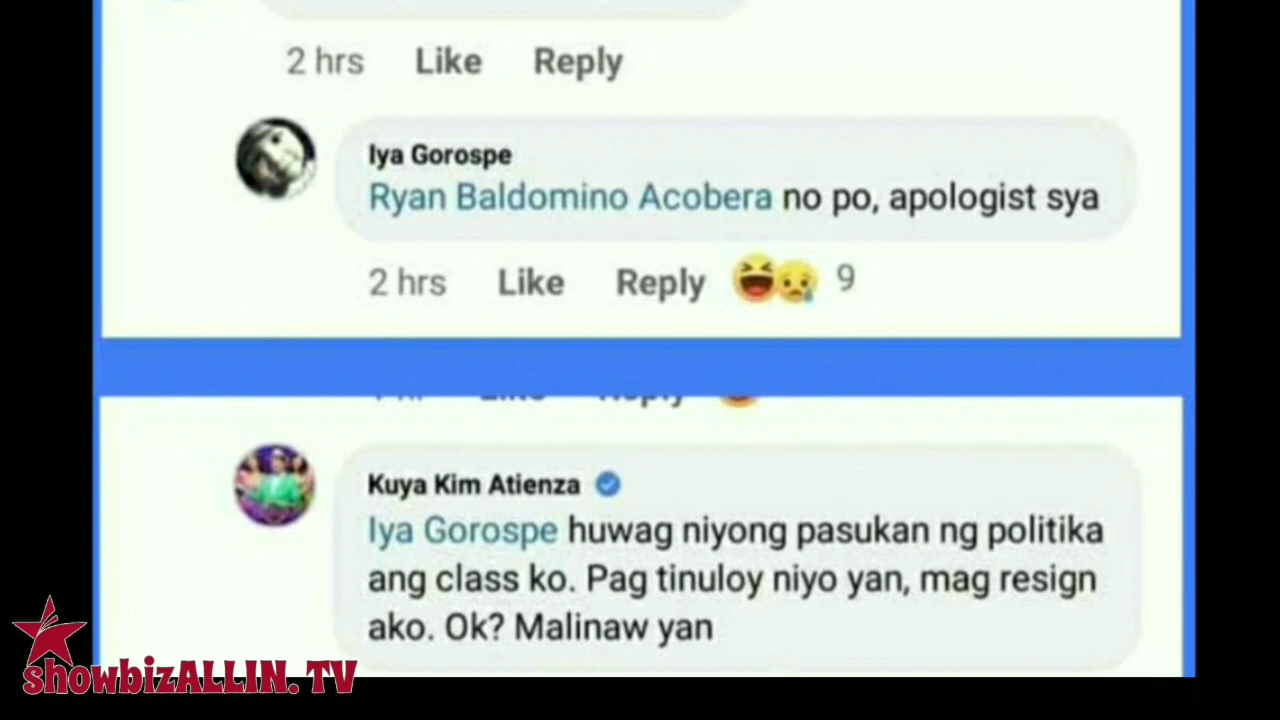 2 hrs Like Reply
Iya Gorospe
Ryan Baldomino Acobera no po, apologist sya
2 hrs Like Reply 9
Like Reply
Kuya Kim Atienza
Iya Gorospe huwag niyong pasukan ng politika
ang class ko. Pag tinuloy niyo yan, mag resign
ako. Ok? Malinaw yan
showbizALLIN.TV